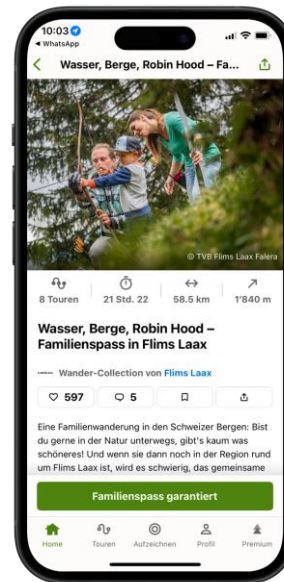 10:03
◀ WhatsApp
Wasser, Berge, Robin Hood – Fa...
© TVB Flims Laax Falera
8 Touren
21 Std. 22
58.5 km
1'840 m
Wasser, Berge, Robin Hood –
Familienspass in Flims Laax
Wander-Collection von Flims Laax
597
5
Eine Familienwanderung in den Schweizer Bergen: Bist
du gerne in der Natur unterwegs, gibt's kaum was
schöneres! Und wenn sie dann noch in der Region rund
um Flims Laax ist, wird es schwierig, das gemeinsame
Familienspass garantiert
Home
Touren
Aufzeichnen
Profil
Premium